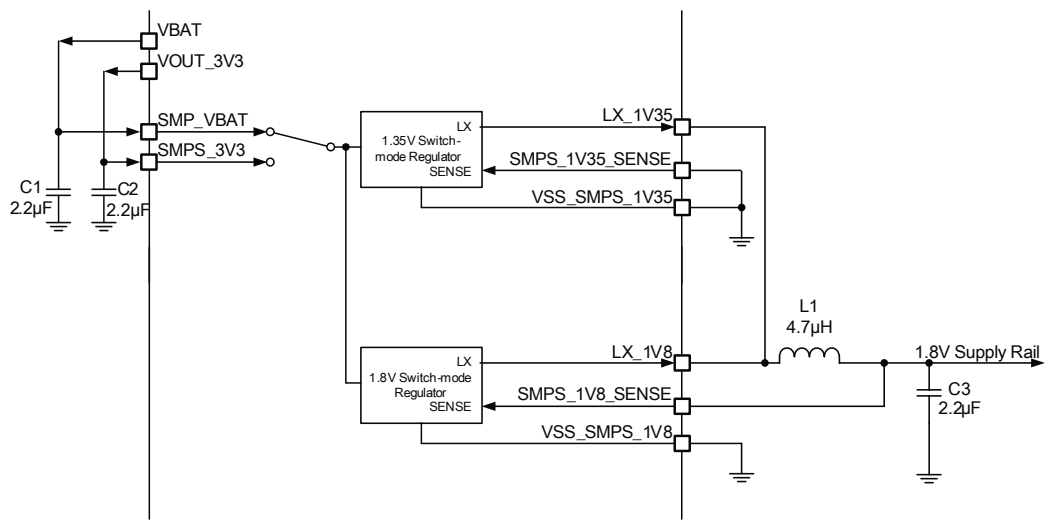 VBAT
VOUT_3V3
SMP_VBAT
SMPS_3V3
C1
2.2µF
C2
2.2µF
LX
1.35V Switch-
mode Regulator
SENSE
LX_1V35
SMPS_1V35_SENSE
VSS_SMPS_1V35
L1
4.7µH
LX
1.8V Switch-mode
Regulator
SENSE
LX_1V8
SMPS_1V8_SENSE
VSS_SMPS_1V8
1.8V Supply Rail
C3
2.2µF